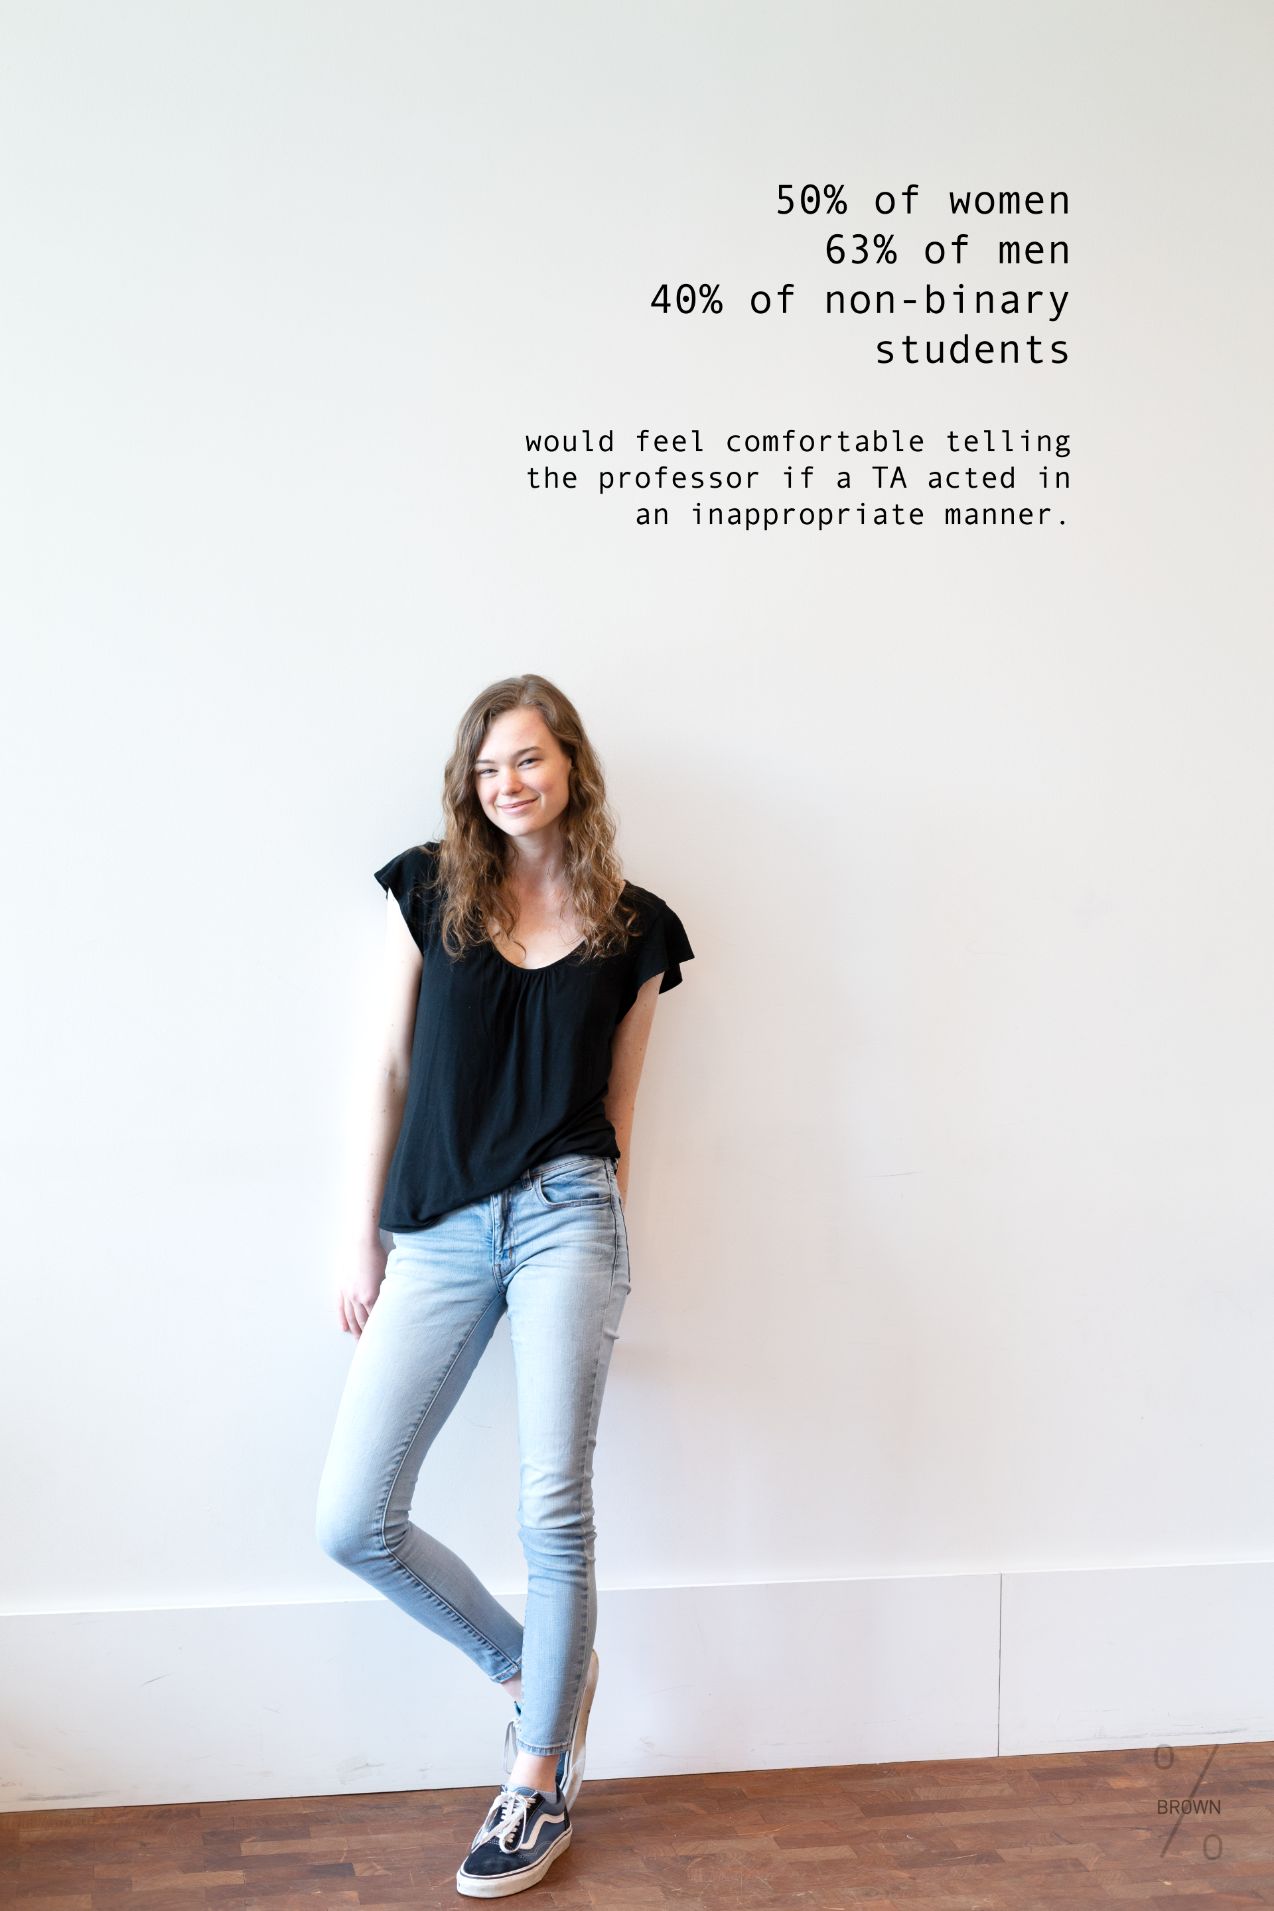 50% of women
63% of men
40% of non-binary
students
would feel comfortable telling
the professor if a TA acted in
an inappropriate manner.
%
BROWN